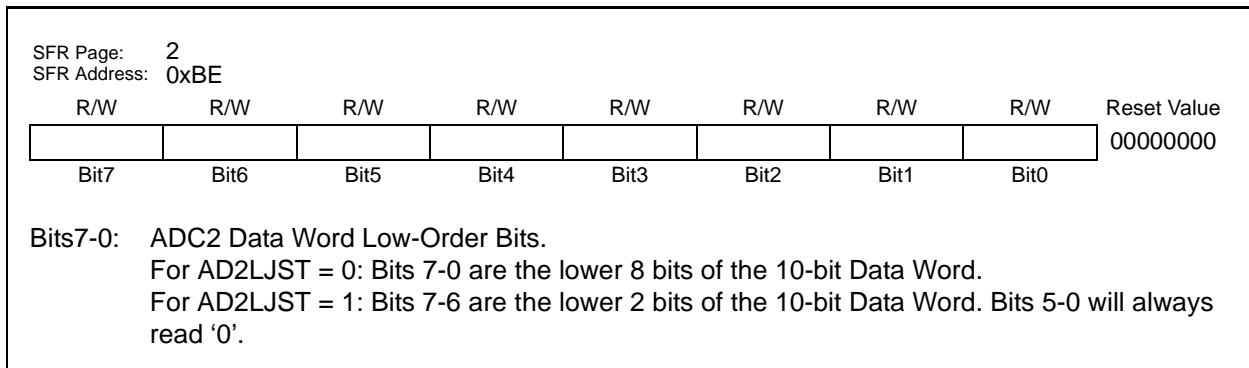 SFR Page: 2
SFR Address: 0xBE
R/W R/W R/W R/W R/W R/W R/W R/W Reset Value
00000000
Bit7 Bit6 Bit5 Bit4 Bit3 Bit2 Bit1 Bit0
Bits7-0: ADC2 Data Word Low-Order Bits.
For AD2LJST = 0: Bits 7-0 are the lower 8 bits of the 10-bit Data Word.
For AD2LJST = 1: Bits 7-6 are the lower 2 bits of the 10-bit Data Word. Bits 5-0 will always
read ‘0’.